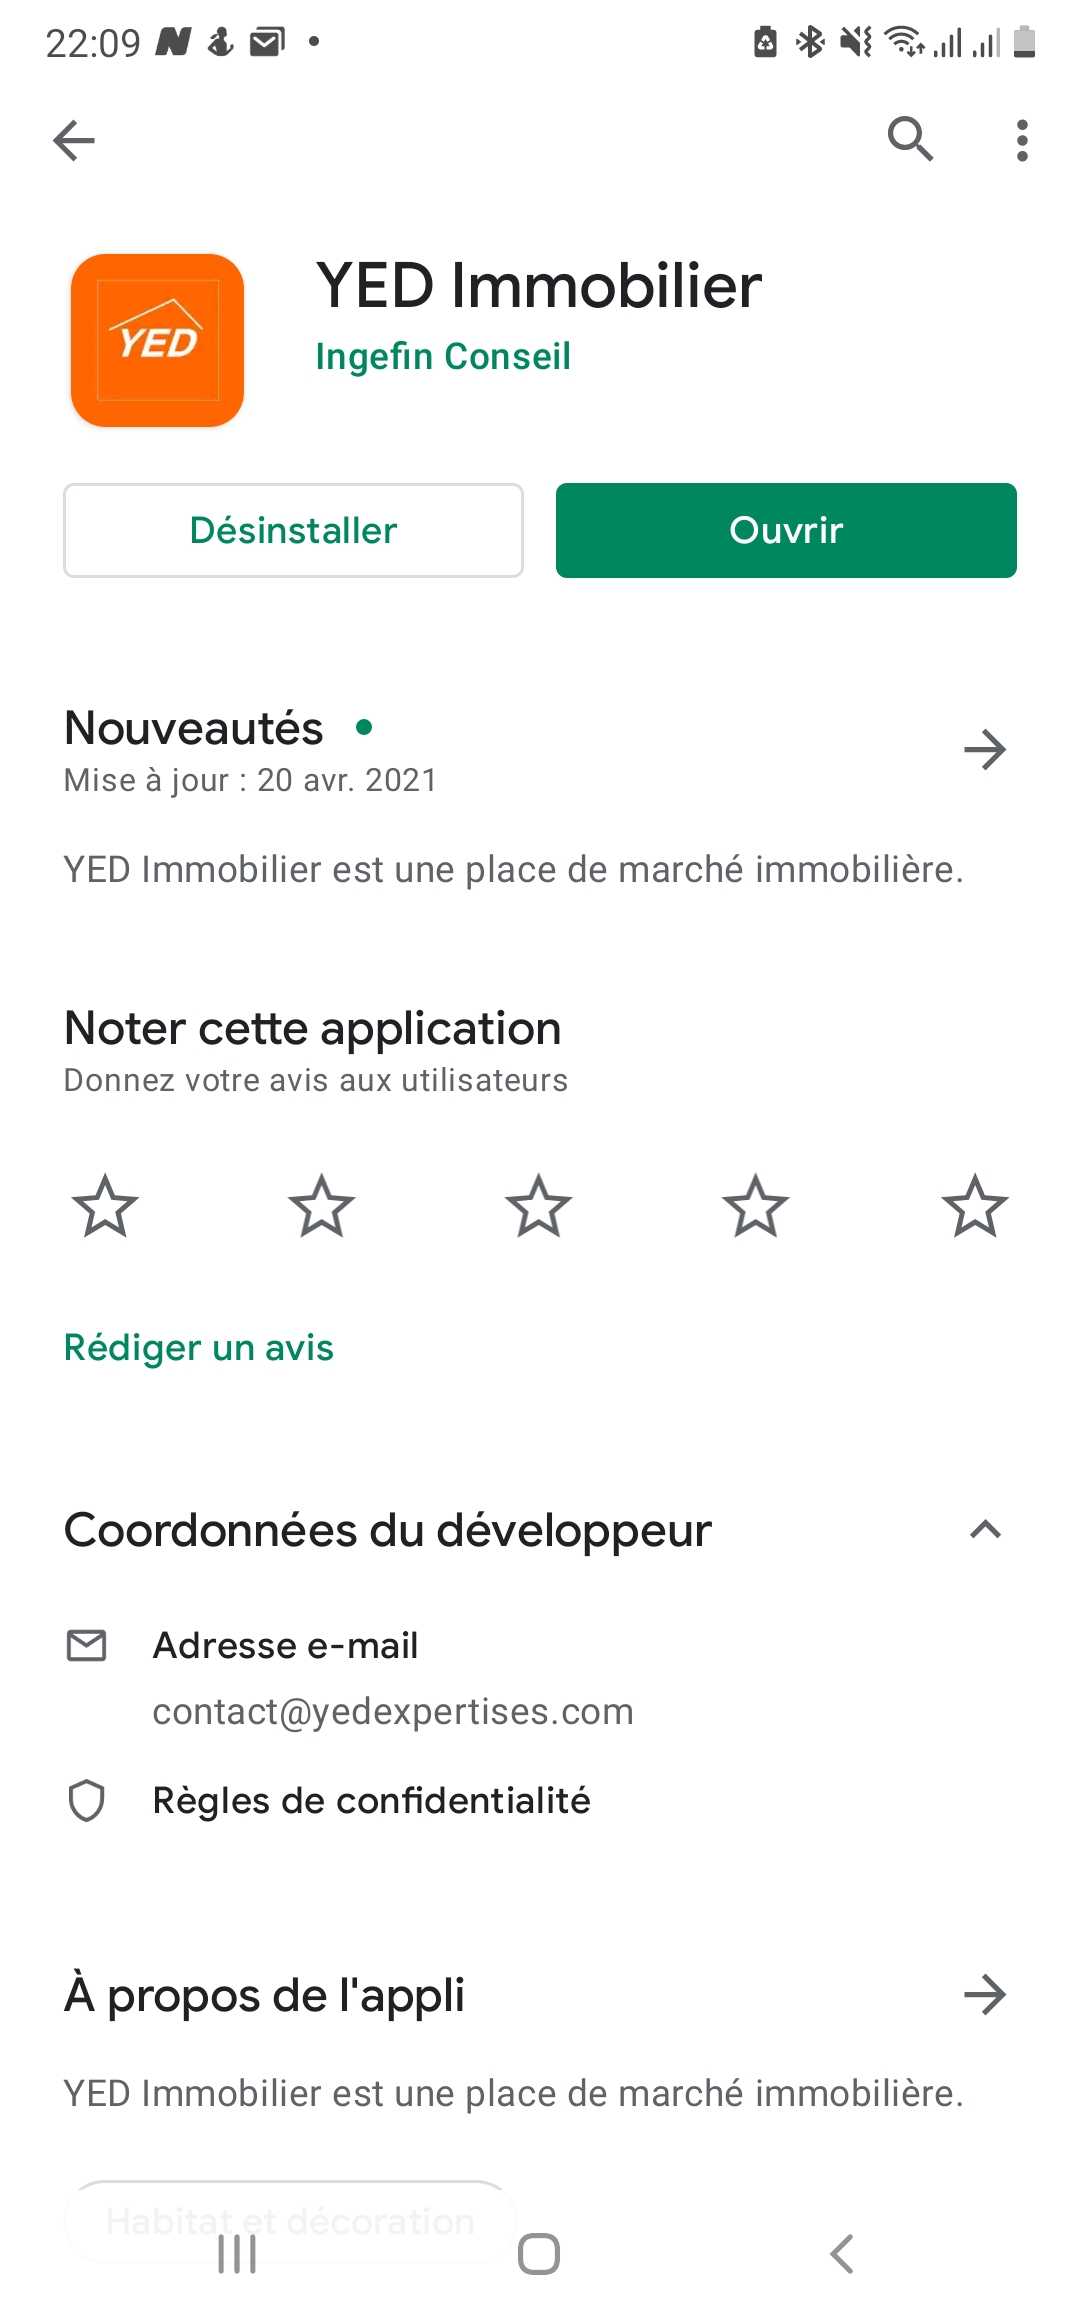 22:09
YED
YED Immobilier
Ingefin Conseil
Désinstaller
Ouvrir
Nouveautés
Mise à jour : 20 avr. 2021
YED Immobilier est une place de marché immobilière.
Noter cette application
Donnez votre avis aux utilisateurs
Rédiger un avis
Coordonnées du développeur
Adresse e-mail
contact@yedexpertises.com
Règles de confidentialité
À propos de l'appli
YED Immobilier est une place de marché immobilière.
Habitat et décoration